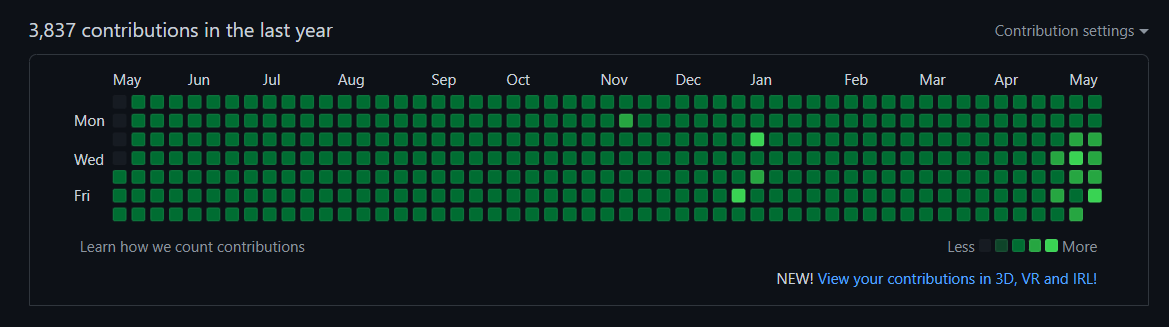 3,837 contributions in the last year
Contribution settings
May Jun Jul Aug Sep Oct Nov Dec Jan Feb Mar Apr May
Mon
Wed
Fri
Learn how we count contributions
Less More
NEW! View your contributions in 3D, VR and IRL!